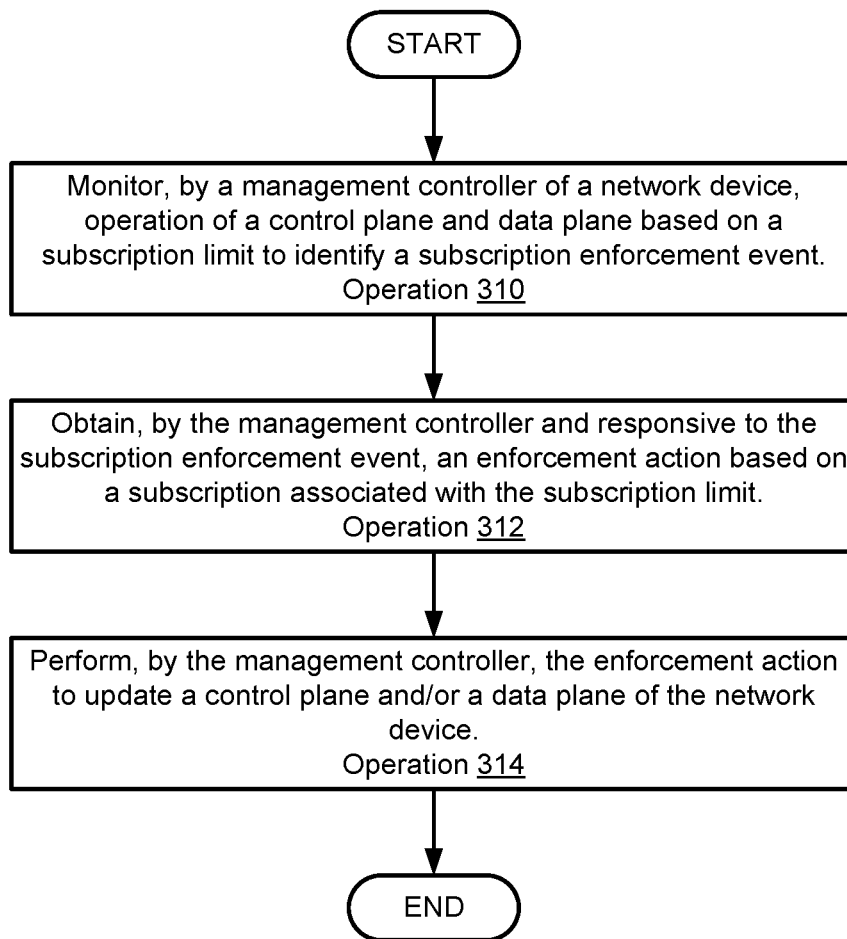 START
Monitor, by a management controller of a network device,
operation of a control plane and data plane based on a
subscription limit to identify a subscription enforcement event.
Operation 310
Obtain, by the management controller and responsive to the
subscription enforcement event, an enforcement action based on
a subscription associated with the subscription limit.
Operation 312
Perform, by the management controller, the enforcement action
to update a control plane and/or a data plane of the network
device.
Operation 314
END